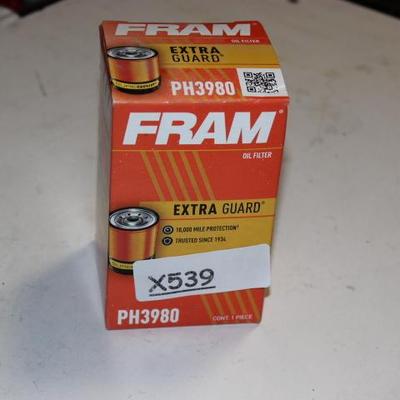 FRAM
OIL FILTER
EXTRA
GUARD®
PH3980
FRAM®
OIL FILTER
EXTRA GUARD®
10,000 MILE PROTECTION†
TRUSTED SINCE 1934
X539
PH3980
CONT. 1 PIECE